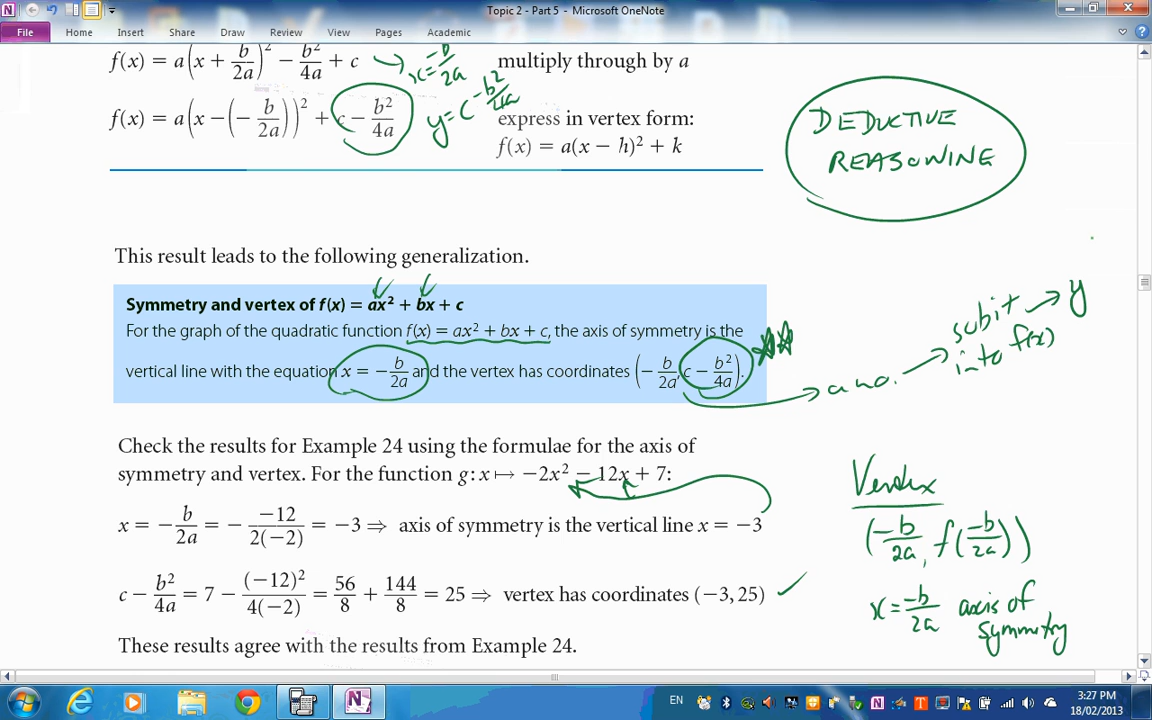 Topic 2 - Part 5 - Microsoft OneNote
File Home Insert Share Draw Review Pages View Academic
f(x) = a(x + b/2a)² − b²/4a + c → x = −b/2a multiply through by a
f(x) = a(x − (−b/2a))² + c − b²/4a y = c − b²/4a express in vertex form:
f(x) = a(x − h)² + k
DEDUCTIVE
REASONING
This result leads to the following generalization.
Symmetry and vertex of f(x) = ax² + bx + c
For the graph of the quadratic function f(x) = ax² + bx + c, the axis of symmetry is the
vertical line with the equation x = −b/2a and the vertex has coordinates (−b/2a, c − b²/4a).
a no. → sub it → y
into f(x)
Check the results for Example 24 using the formulae for the axis of
symmetry and vertex. For the function g: x ↦ −2x² − 12x + 7:
x = −b/2a = − −12/2(−2) = −3 ⇒ axis of symmetry is the vertical line x = −3
c − b²/4a = 7 − (−12)²/4(−2) = 56/8 + 144/8 = 25 ⇒ vertex has coordinates (−3, 25)
These results agree with the results from Example 24.
Vertex
(−b/2a, f(−b/2a))
x = −b/2a axis of
symmetry
EN
3:27 PM
18/02/2013